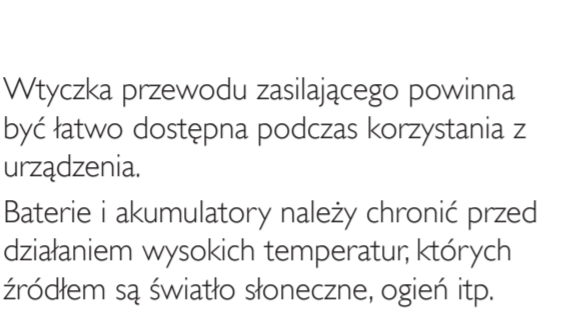 Wtyczka przewodu zasilającego powinna
być łatwo dostępna podczas korzystania z
urządzenia.
Baterie i akumulatory należy chronić przed
działaniem wysokich temperatur, których
źródłem są światło słoneczne, ogień itp.